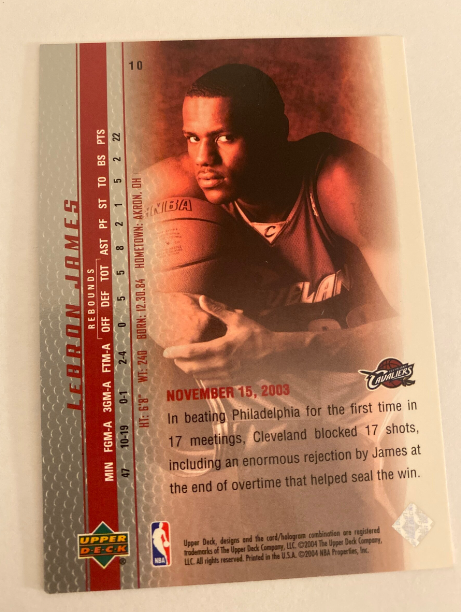 10
LeBRON JAMES
REBOUNDS
MIN FGM-A 3GM-A FTM-A OFF DEF TOT AST PF ST TO BS PTS
47 10-19 0-1 2-4 0 5 5 8 2 1 5 2 22
HT: 6'8" WT: 240 BORN: 12.30.84 HOMETOWN: AKRON, OH
NBA
C
ELAN
CAVALIERS
NOVEMBER 15, 2003
In beating Philadelphia for the first time in
17 meetings, Cleveland blocked 17 shots,
including an enormous rejection by James at
the end of overtime that helped seal the win.
UPPER
DECK
®
NBA
Upper Deck, designs and the card/hologram combination are registered
trademarks of The Upper Deck Company, LLC. ©2004 The Upper Deck Company,
LLC. All rights reserved. Printed in the U.S.A. ©2004 NBA Properties, Inc.